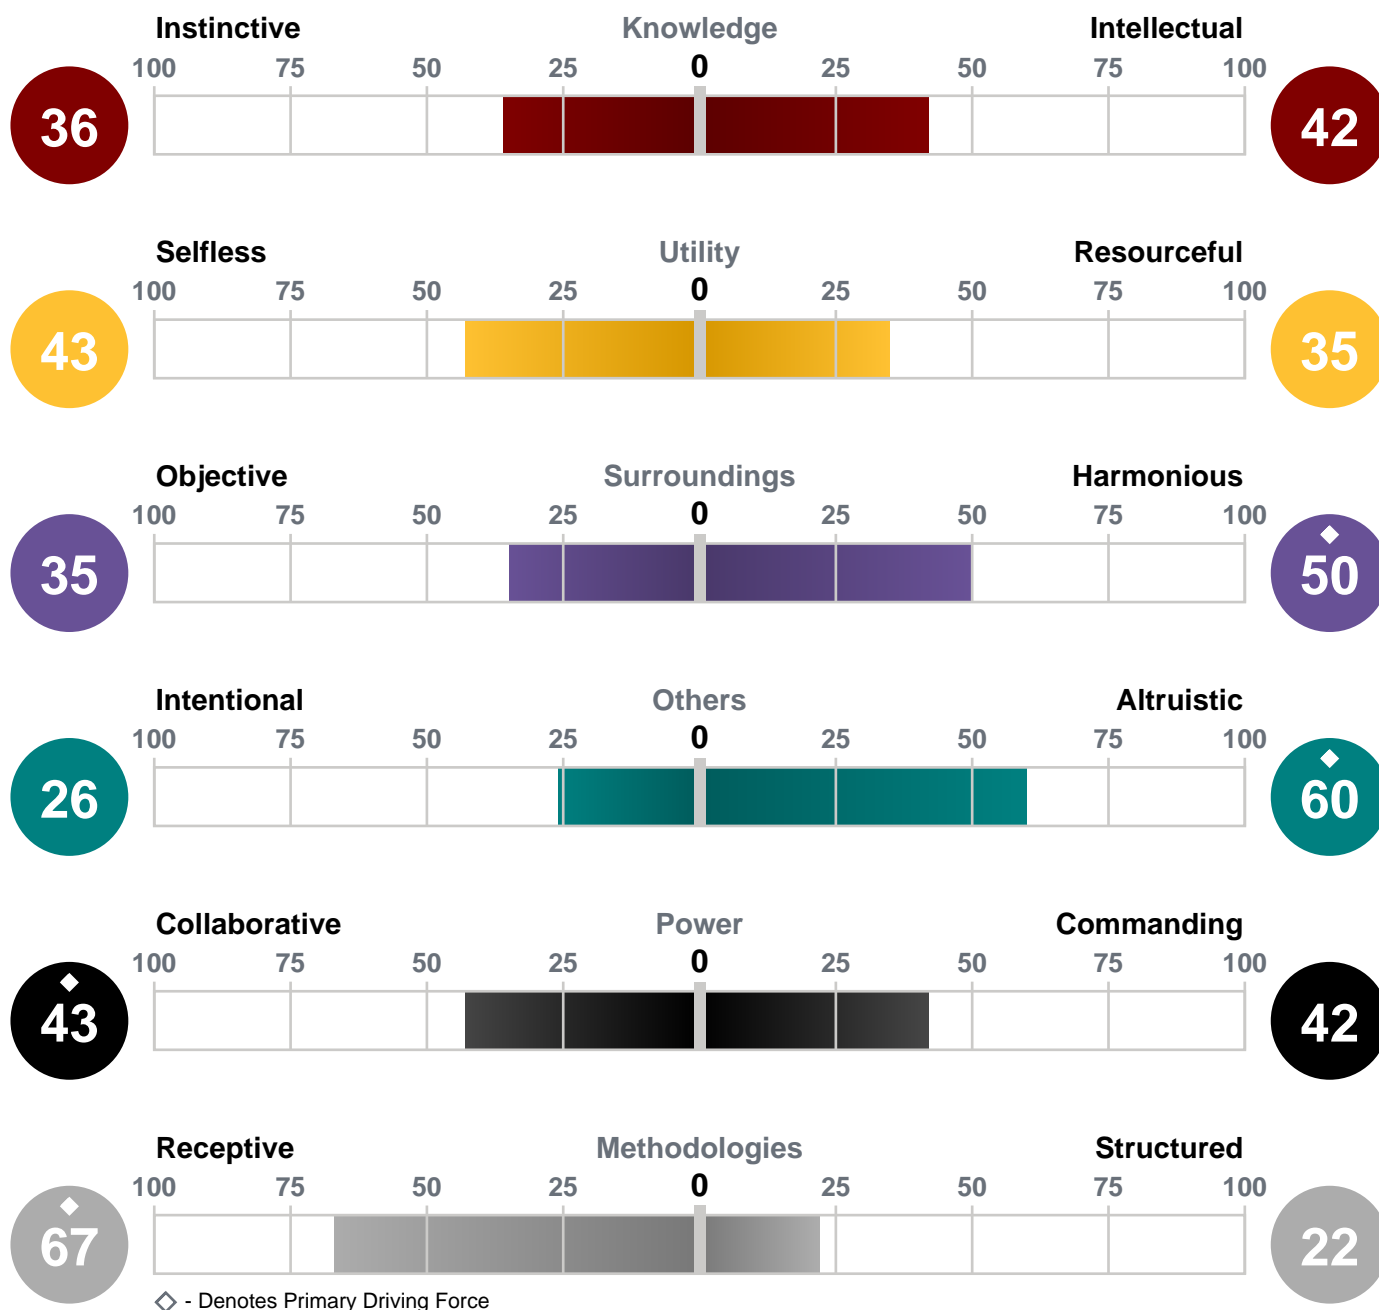 Instinctive Knowledge Intellectual
100 75 50 25 0 25 50 75 100
36 42
Selfless Utility Resourceful
100 75 50 25 0 25 50 75 100
43 35
Objective Surroundings Harmonious
100 75 50 25 0 25 50 75 100
35 50
Intentional Others Altruistic
100 75 50 25 0 25 50 75 100
26 60
Collaborative Power Commanding
100 75 50 25 0 25 50 75 100
43 42
Receptive Methodologies Structured
100 75 50 25 0 25 50 75 100
67 22
- Denotes Primary Driving Force